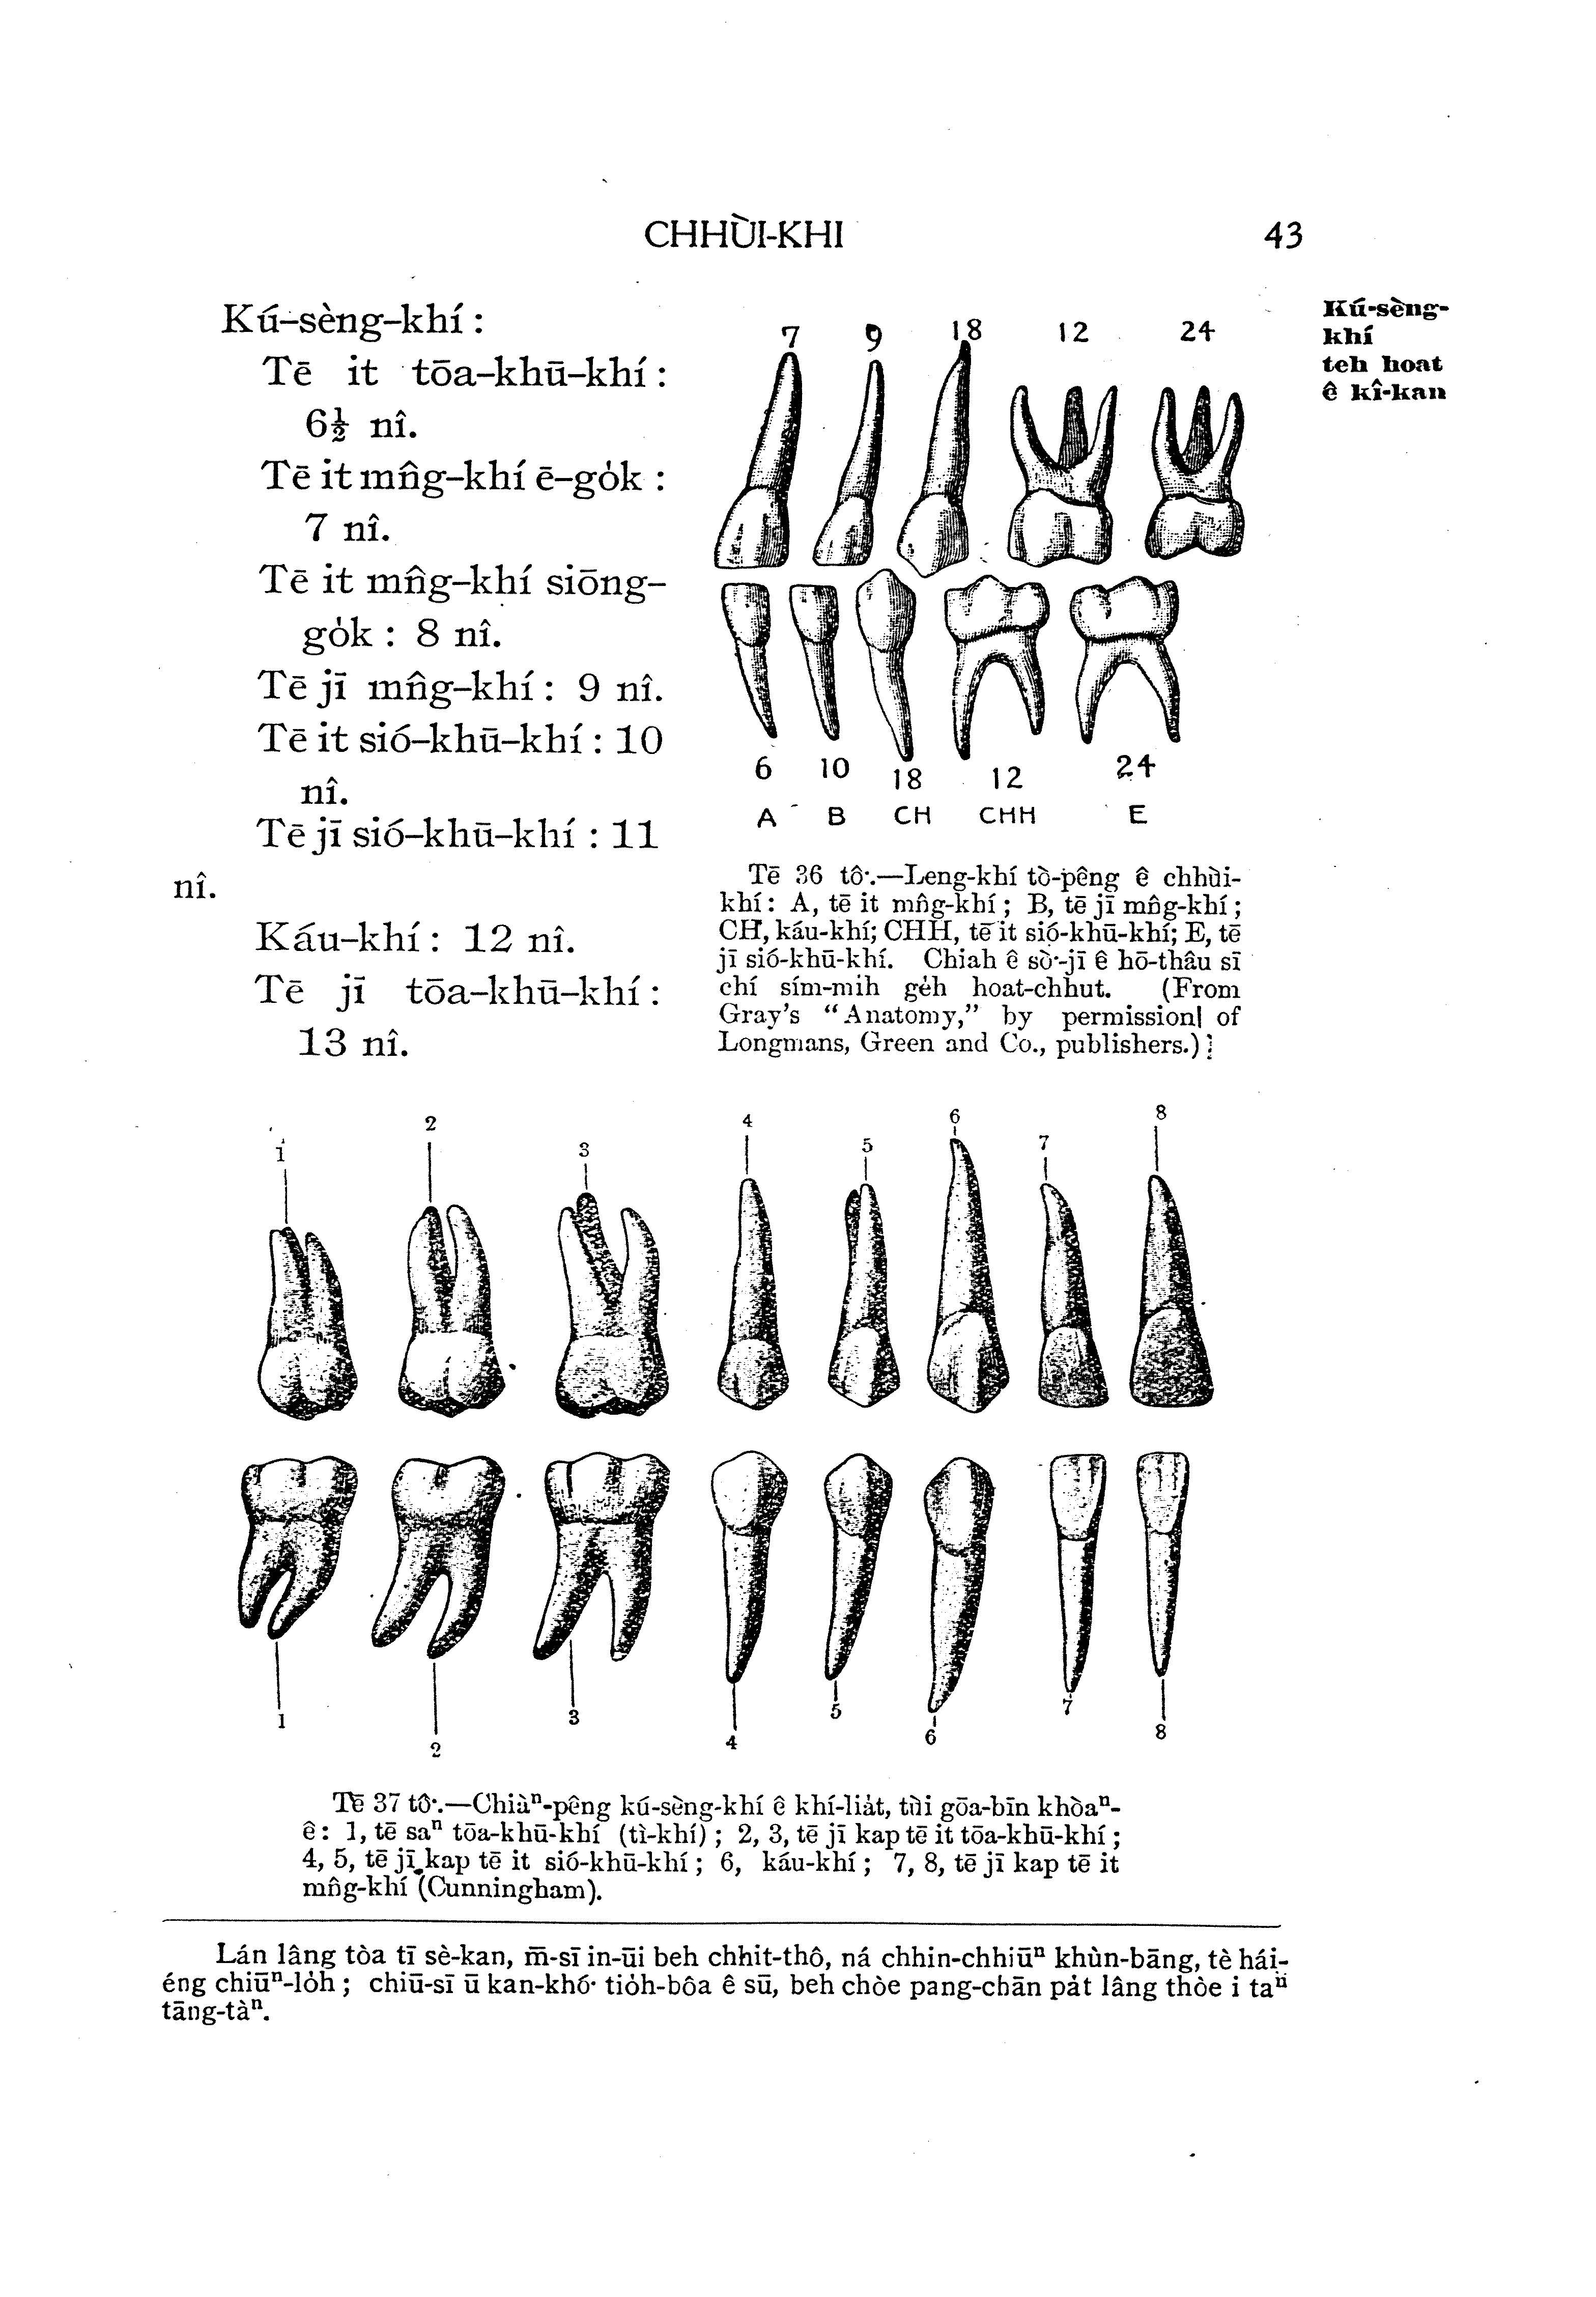 CHHÙI-KHI 43
Kú-sèng-khí :
Tē it tōa-khū-khí :
6½ nî.
Tē it mn̂g-khí ē-go̍k :
7 nî.
Tē it mn̂g-khí siōng-
go̍k : 8 nî.
Tē jī mn̂g-khí : 9 nî.
Tē it sió-khū-khí : 10
nî.
Tē jī sió-khū-khí : 11
nî.
Káu-khí : 12 nî.
Tē jī tōa-khū-khí :
13 nî.
Kú-sèng-
khí
teh hoat
ê kî-kan
7 9 18 12 24
6 10 18 12 24
A B CH CHH E
Tē 36 tô͘.—Leng-khí tò-pêng ê chhùi-
khí : A, tē it mn̂g-khí ; B, tē jī mn̂g-khí ;
CH, káu-khí; CHH, tē it sió-khū-khí; E, tē
jī sió-khū-khí. Chiah ê sò͘-jī ê hō-thâu sī
chí sím-mih ge̍h hoat-chhut. (From
Gray's “Anatomy,” by permission of
Longmans, Green and Co., publishers.)
1 2 3 4 5 6 7 8
1 2 3 4 5 6 7 8
Tē 37 tô͘.—Chiàⁿ-pêng kú-sèng-khí ê khí-lia̍t, tùi gōa-bīn khòaⁿ-
ê : 1, tē saⁿ tōa-khū-khí (tì-khí) ; 2, 3, tē jī kap tē it tōa-khū-khí ;
4, 5, tē jī kap tē it sió-khū-khí ; 6, káu-khí ; 7, 8, tē jī kap tē it
mn̂g-khí (Cunningham).
Lán lâng tòa tī sè-kan, m̄-sī in-ūi beh chhit-thô, ná chhin-chhiūⁿ khùn-bāng, tè hái-
éng chiūⁿ-lo̍h ; chiū-sī ū kan-khó͘ tio̍h-bôa ê sū, beh chòe pang-chān pa̍t lâng thòe i taⁿ
tāng-tàⁿ.